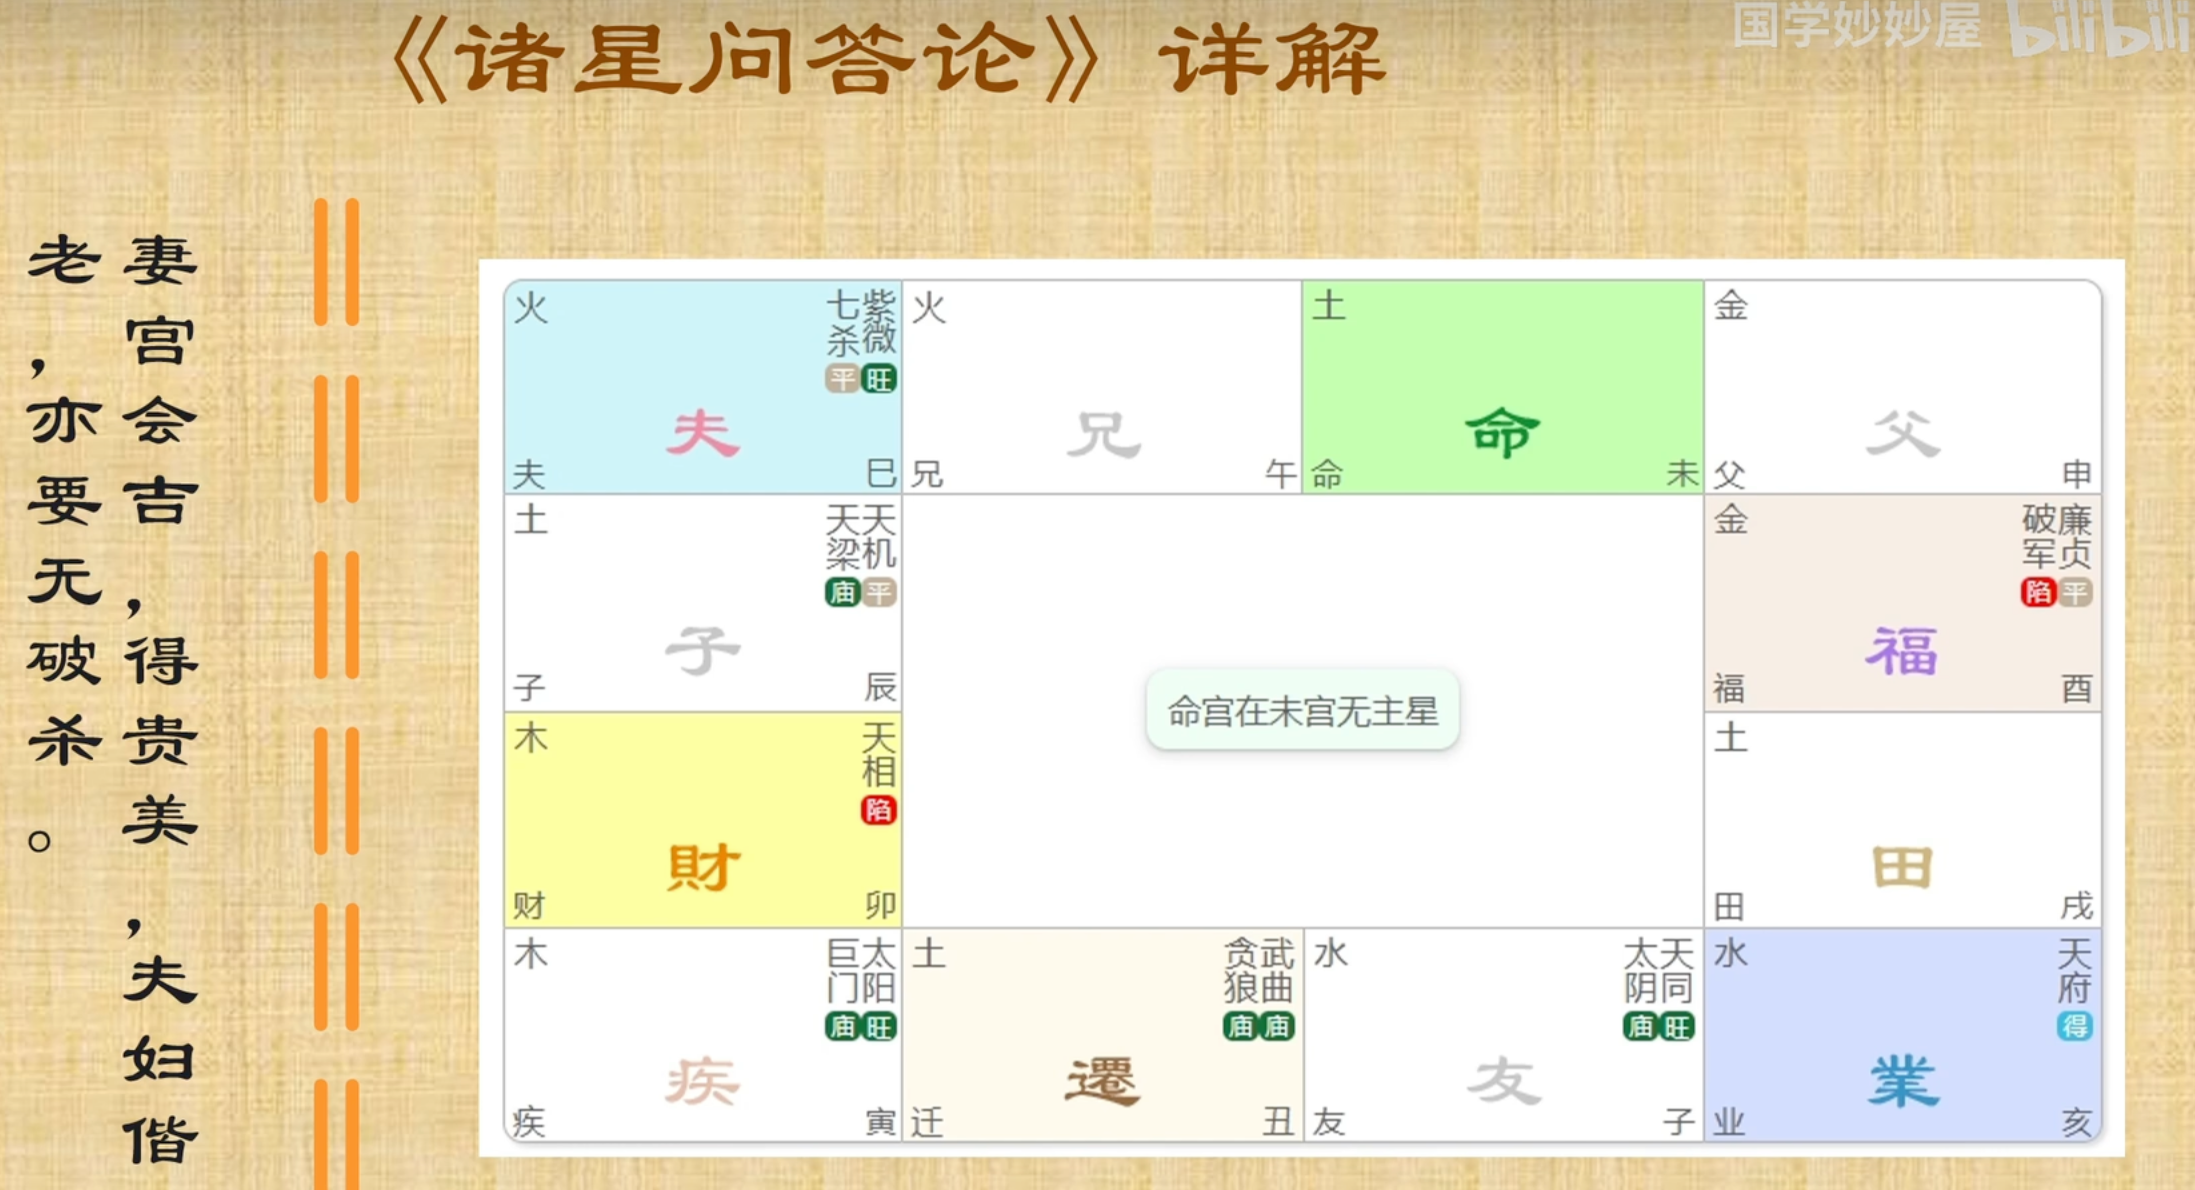 《诸星问答论》详解
国学妙妙屋 bilibili
妻宫会吉,得贵美,夫妇偕
老,亦要无破杀。
火
紫微
七杀
平 旺
夫
夫 巳
火
兄
兄 午
土
命
命 未
金
父
父 申
土
天机
天梁
庙 平
子
子 辰
命宫在未宫无主星
金
廉贞
破军
陷 平
福
福 酉
木
天相
陷
財
财 卯
土
田
田 戌
木
太阳
巨门
庙 旺
疾
疾 寅
土
武曲
贪狼
庙 庙
遷
迁 丑
水
天同
太阴
庙 旺
友
友 子
水
天府
得
業
业 亥